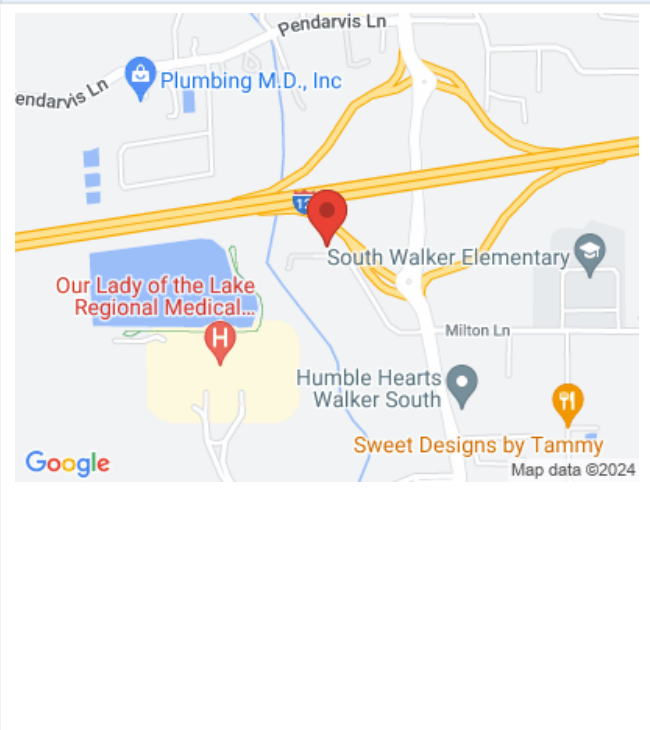 Pendarvis Ln
Plumbing M.D., Inc
endarvis Ln
South Walker Elementary
Our Lady of the Lake
Regional Medical...
H
Milton Ln
Humble Hearts
Walker South
Sweet Designs by Tammy
Google
Map data ©2024